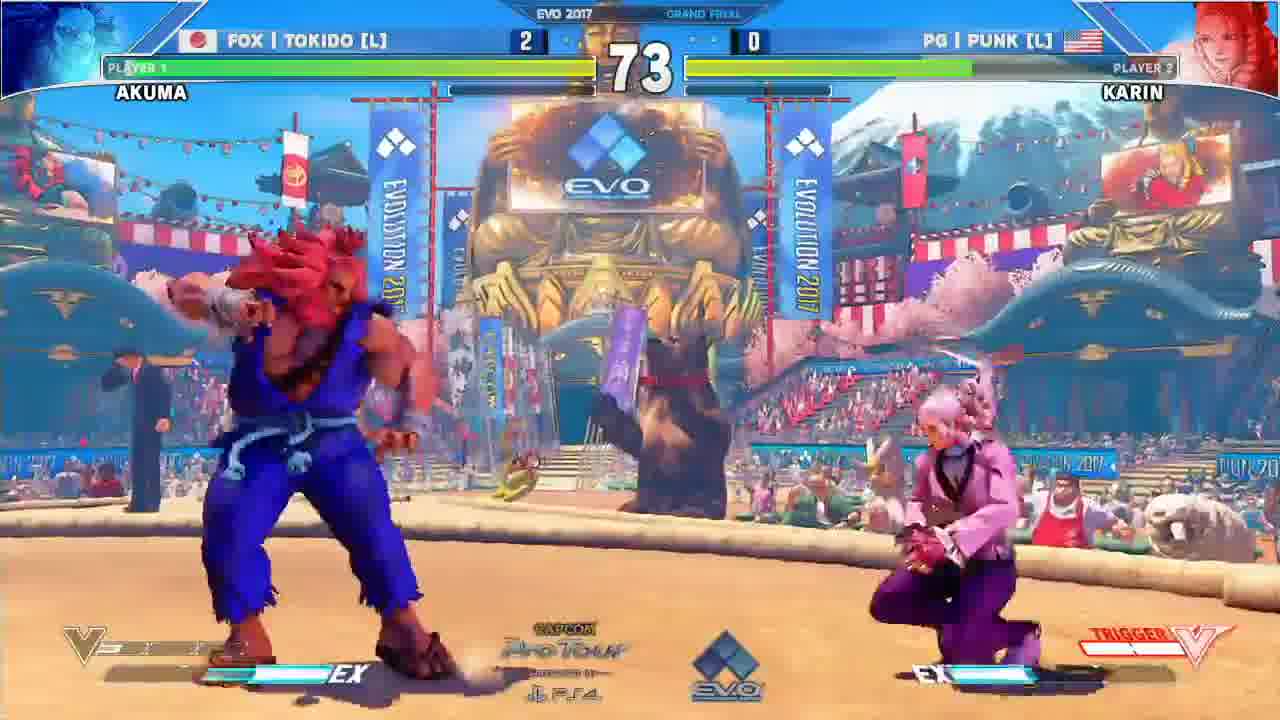 EVO 2017 GRAND FINAL
FOX | TOKIDO [L] 2 73 0 PG | PUNK [L]
PLAYER 1 PLAYER 2
AKUMA KARIN
EVO
EVOLUTION 2017
EVOLUTION 2017
TRIGGER V
V
EX EX
CAPCOM
PRO TOUR
PS4
EVO